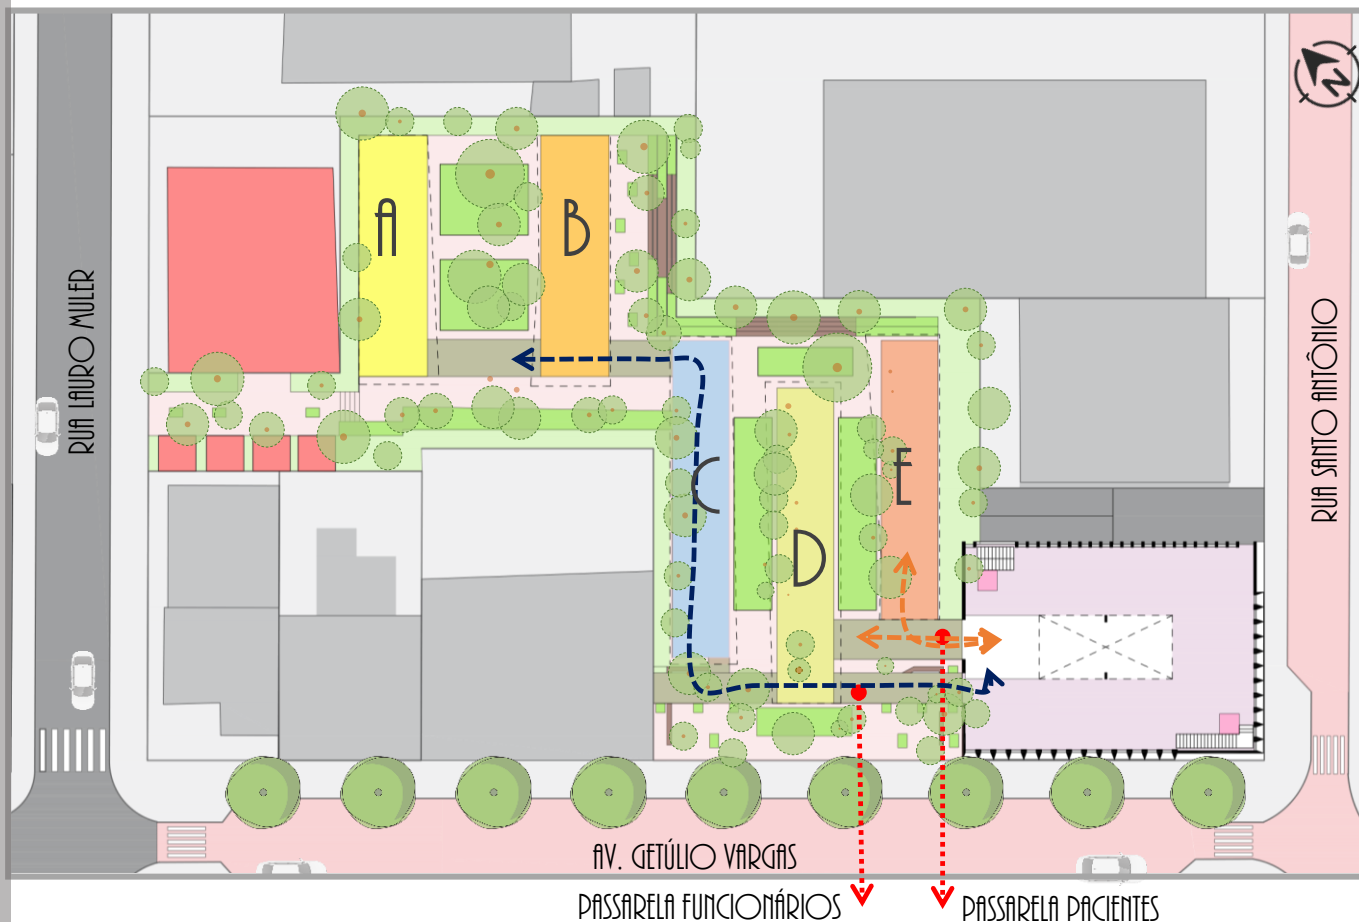 N
A
B
RUA LAURO MULER
RUA SANTO ANTÔNIO
C
E
D
AV. GETÚLIO VARGAS
PASSARELA FUNCIONÁRIOS
PASSARELA PACIENTES